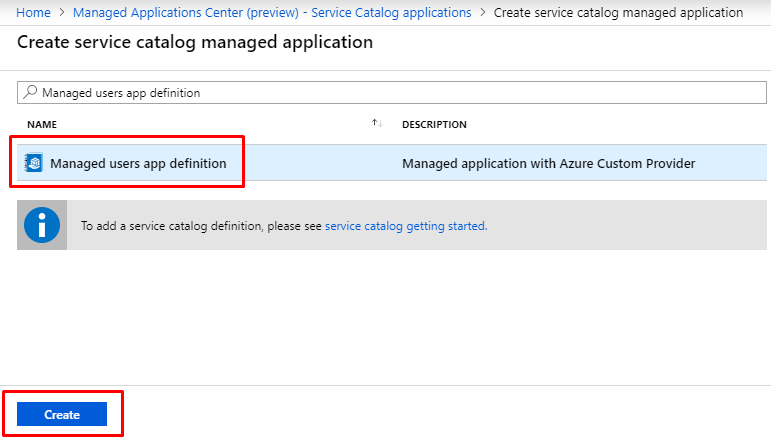 Home > Managed Applications Center (preview) - Service Catalog applications > Create service catalog managed application
Create service catalog managed application
Managed users app definition
NAME ↑↓ DESCRIPTION
Managed users app definition Managed application with Azure Custom Provider
To add a service catalog definition, please see service catalog getting started.
Create